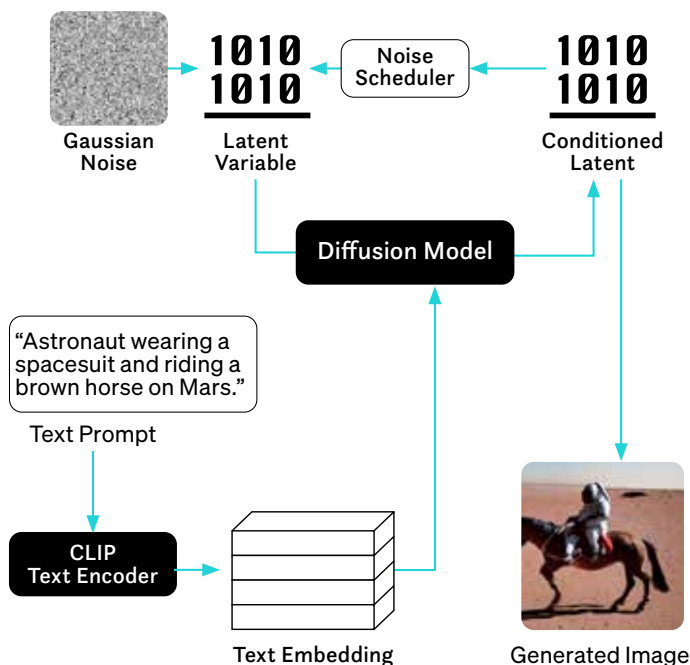 1010
1010
Gaussian
Noise
Latent
Variable
Noise
Scheduler
1010
1010
Conditioned
Latent
Diffusion Model
“Astronaut wearing a
spacesuit and riding a
brown horse on Mars.”
Text Prompt
CLIP
Text Encoder
Text Embedding
Generated Image